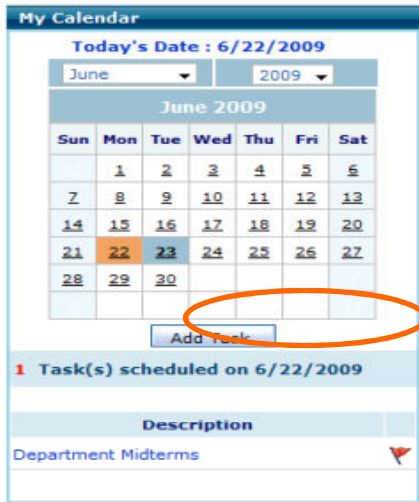 My Calendar
Today's Date : 6/22/2009
June 2009
June 2009
Sun Mon Tue Wed Thu Fri Sat
1 2 3 4 5 6
7 8 9 10 11 12 13
14 15 16 17 18 19 20
21 22 23 24 25 26 27
28 29 30
Add Task
1 Task(s) scheduled on 6/22/2009
Description
Department Midterms